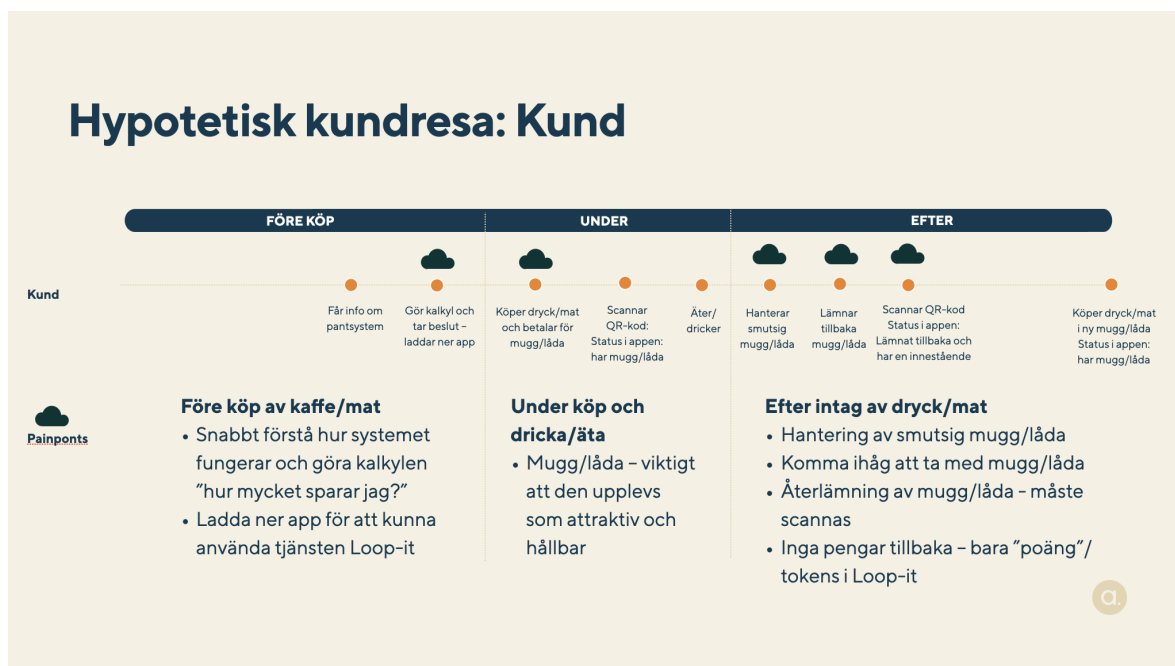 Hypotetisk kundresa: Kund
FÖRE KÖP
UNDER
EFTER
Kund
Får info om
pantsystem
Gör kalkyl och
tar beslut –
laddar ner app
Köper dryck/mat
och betalar för
mugg/låda
Scannar
QR-kod:
Status i appen:
har mugg/låda
Äter/
dricker
Hanterar
smutsig
mugg/låda
Lämnar
tillbaka
mugg/låda
Scannar QR-kod
Status i appen:
Lämnat tillbaka och
har en innestående
Köper dryck/mat
i ny mugg/låda
Status i appen:
har mugg/låda
Painponts
Före köp av kaffe/mat
• Snabbt förstå hur systemet
fungerar och göra kalkylen
”hur mycket sparar jag?”
• Ladda ner app för att kunna
använda tjänsten Loop-it
Under köp och
dricka/äta
• Mugg/låda – viktigt
att den upplevs
som attraktiv och
hållbar
Efter intag av dryck/mat
• Hantering av smutsig mugg/låda
• Komma ihåg att ta med mugg/låda
• Återlämning av mugg/låda - måste
scannas
• Inga pengar tillbaka – bara ”poäng”/
tokens i Loop-it
a.